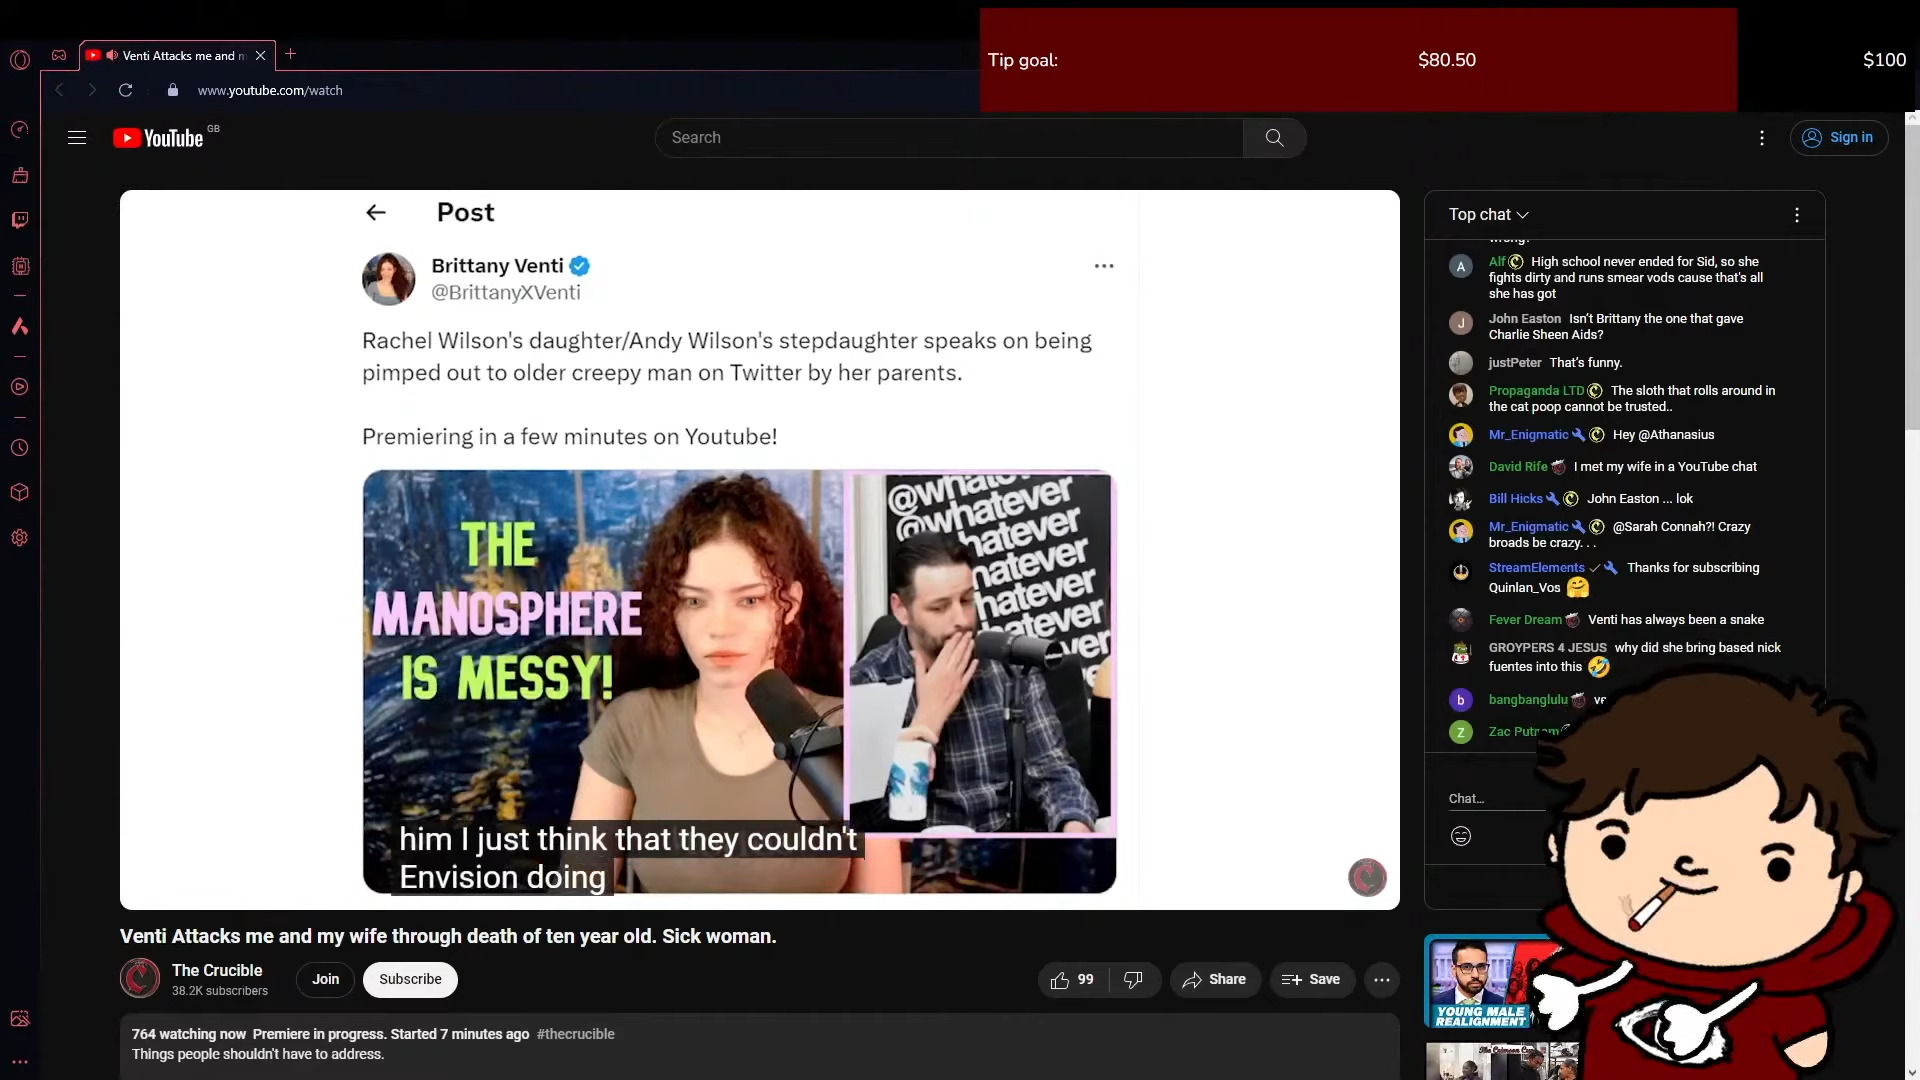 Venti Attacks me and m
Tip goal:
$80.50
$100
www.youtube.com/watch
YouTube
GB
Search
Sign in
Post
Brittany Venti
@BrittanyXVenti
Rachel Wilson's daughter/Andy Wilson's stepdaughter speaks on being
pimped out to older creepy man on Twitter by her parents.
Premiering in a few minutes on Youtube!
THE
MANOSPHERE
IS MESSY!
@whatever
@whatever
hatever
hatever
hatever
hatever
him I just think that they couldn't
Envision doing
Top chat
wrong?
A
Alf High school never ended for Sid, so she
fights dirty and runs smear vods cause that's all
she has got
J
John Easton Isn't Brittany the one that gave
Charlie Sheen Aids?
justPeter That's funny.
Propaganda LTD The sloth that rolls around in
the cat poop cannot be trusted..
Mr_Enigmatic Hey @Athanasius
David Rife I met my wife in a YouTube chat
Bill Hicks John Easton ... lok
Mr_Enigmatic @Sarah Connah?! Crazy
broads be crazy. . .
StreamElements Thanks for subscribing
Quinlan_Vos
Fever Dream Venti has always been a snake
GROYPERS 4 JESUS why did she bring based nick
fuentes into this
b
bangbanglulu ve
Z
Zac Putnam
Chat...
Venti Attacks me and my wife through death of ten year old. Sick woman.
The Crucible
38.2K subscribers
Join
Subscribe
99
Share
Save
764 watching now Premiere in progress. Started 7 minutes ago #thecrucible
Things people shouldn't have to address.
YOUNG MALE
REALIGNMENT